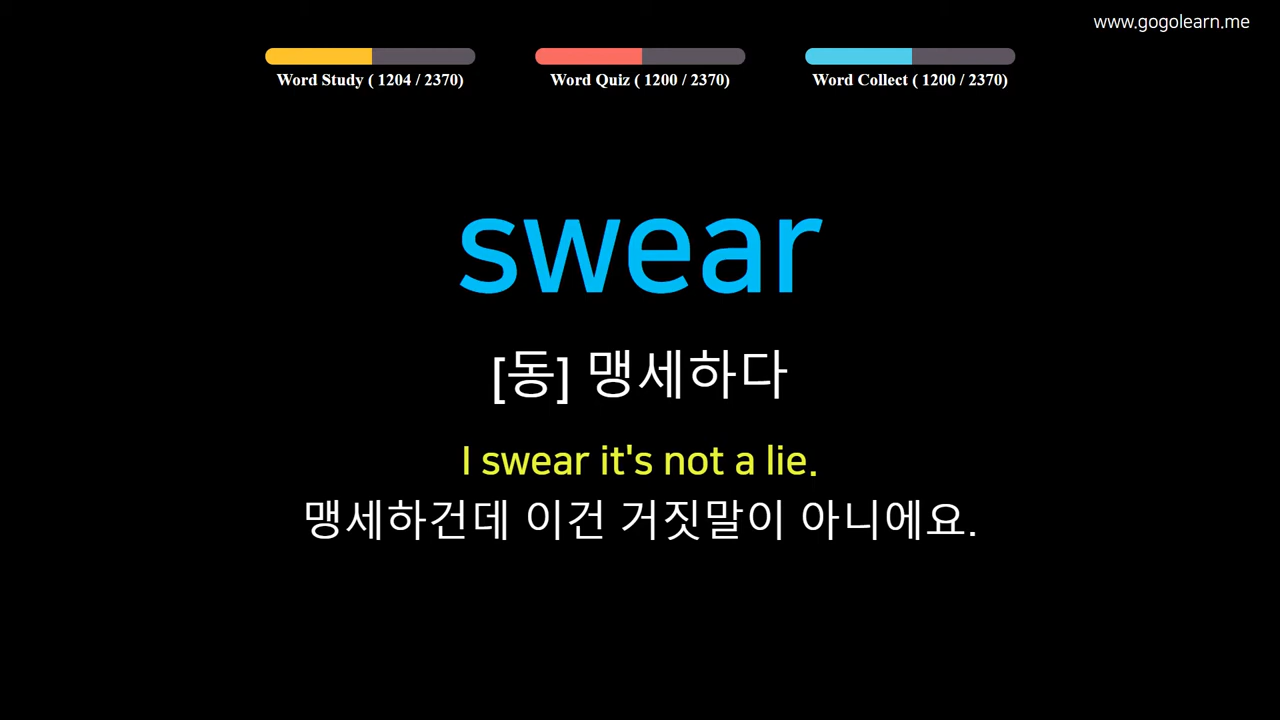 www.gogolearn.me
Word Study ( 1204 / 2370)
Word Quiz ( 1200 / 2370)
Word Collect ( 1200 / 2370)
swear
[동] 맹세하다
I swear it's not a lie.
맹세하건데 이건 거짓말이 아니에요.